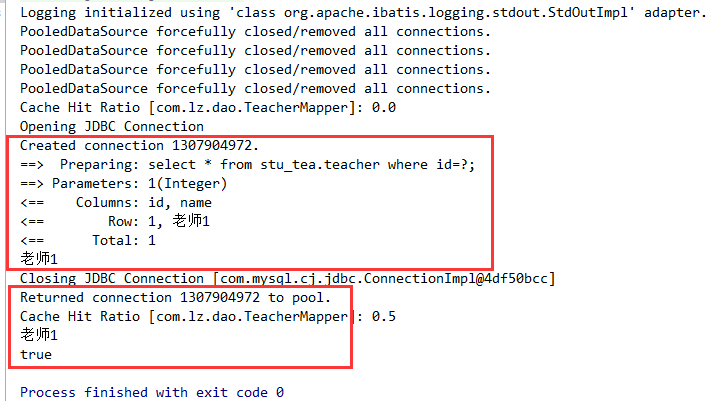 Logging initialized using 'class org.apache.ibatis.logging.stdout.StdOutImpl' adapter.
PooledDataSource forcefully closed/removed all connections.
PooledDataSource forcefully closed/removed all connections.
PooledDataSource forcefully closed/removed all connections.
PooledDataSource forcefully closed/removed all connections.
Cache Hit Ratio [com.lz.dao.TeacherMapper]: 0.0
Opening JDBC Connection
Created connection 1307904972.
==>  Preparing: select * from stu_tea.teacher where id=?;
==> Parameters: 1(Integer)
<==    Columns: id, name
<==        Row: 1, 老师1
<==      Total: 1
老师1
Closing JDBC Connection [com.mysql.cj.jdbc.ConnectionImpl@4df50bcc]
Returned connection 1307904972 to pool.
Cache Hit Ratio [com.lz.dao.TeacherMapper]: 0.5
老师1
true
Process finished with exit code 0